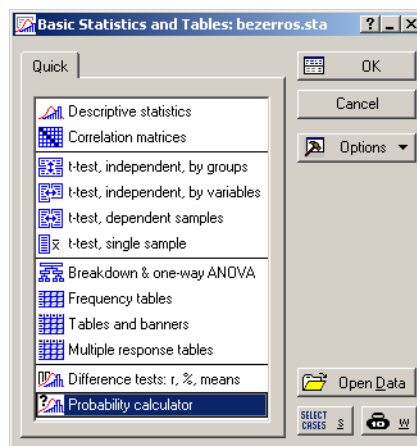 Basic Statistics and Tables: bezerros.sta
Quick
Descriptive statistics
Correlation matrices
t-test, independent, by groups
t-test, independent, by variables
t-test, dependent samples
t-test, single sample
Breakdown & one-way ANOVA
Frequency tables
Tables and banners
Multiple response tables
Difference tests: r, %, means
Probability calculator
OK
Cancel
Options
Open Data
SELECT CASES S
W